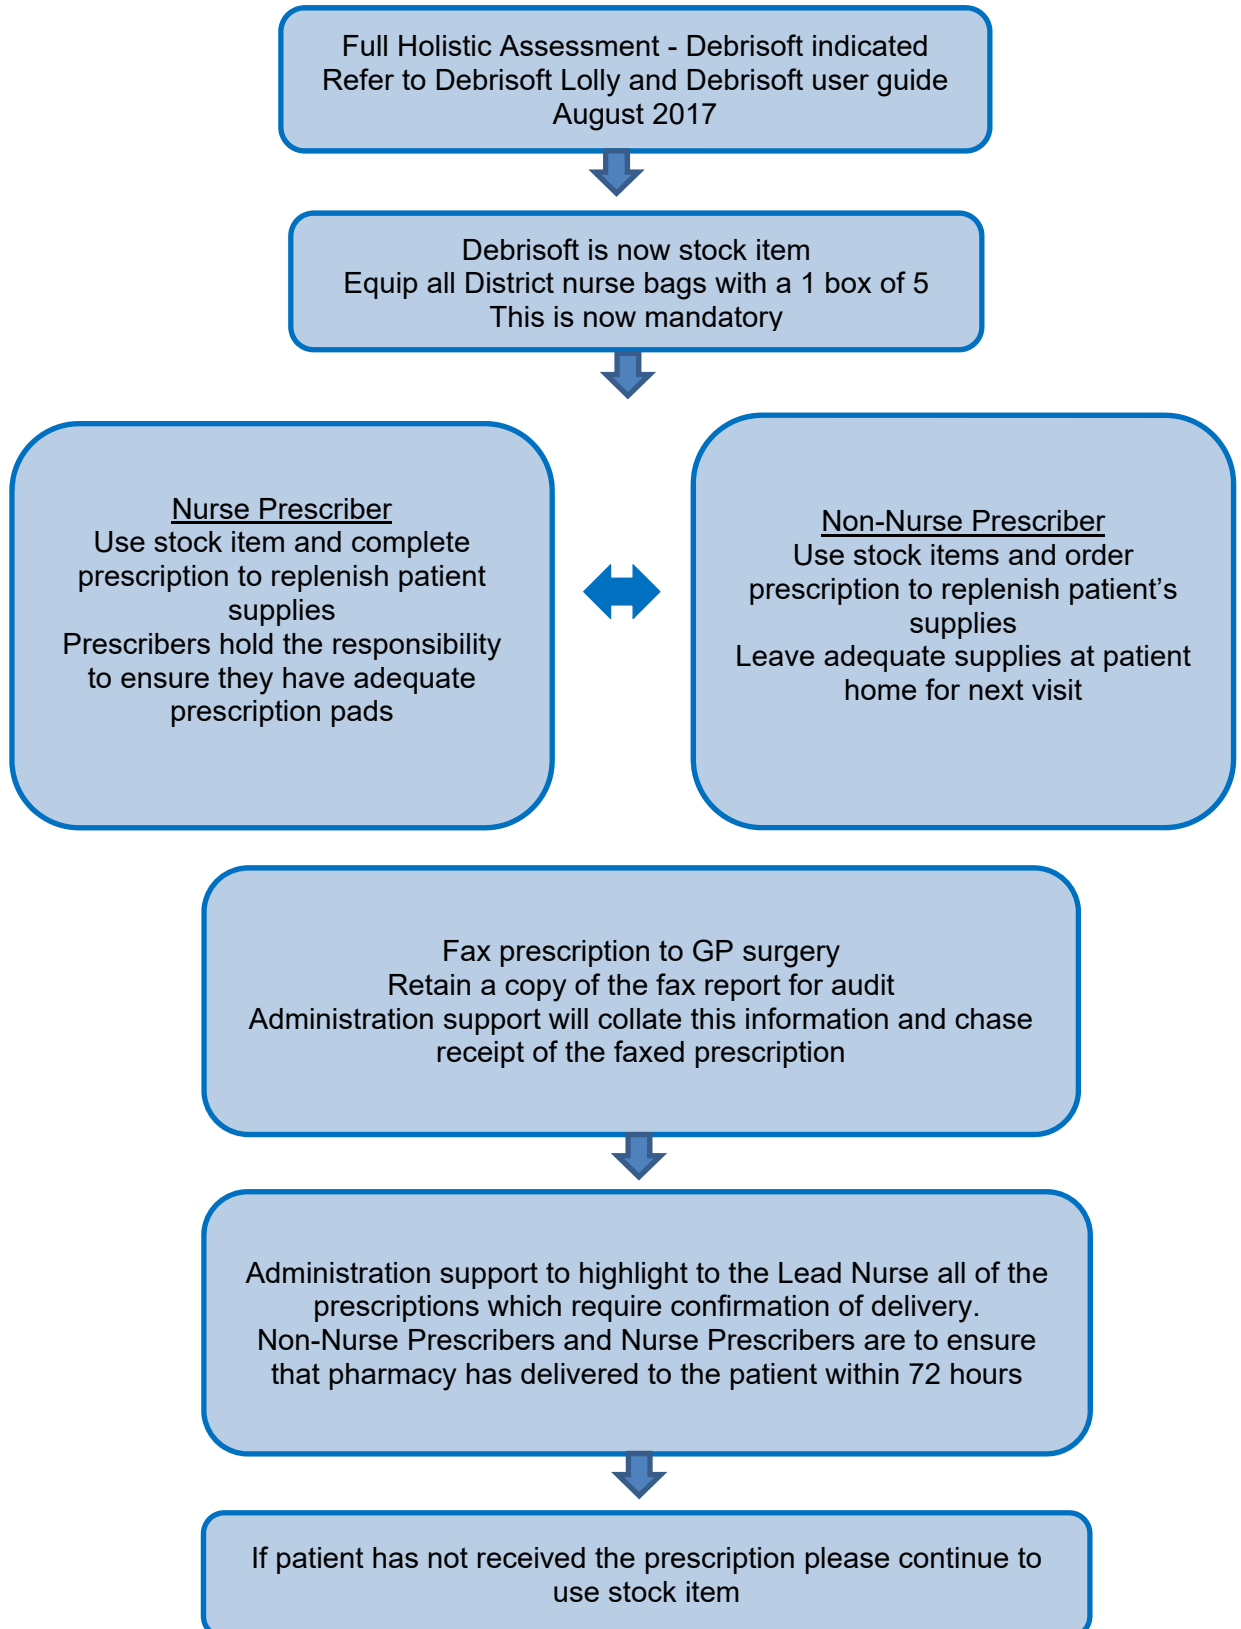 Full Holistic Assessment - Debrisoft indicated
Refer to Debrisoft Lolly and Debrisoft user guide
August 2017
Debrisoft is now stock item
Equip all District nurse bags with a 1 box of 5
This is now mandatory
Nurse Prescriber
Use stock item and complete
prescription to replenish patient
supplies
Prescribers hold the responsibility
to ensure they have adequate
prescription pads
Non-Nurse Prescriber
Use stock items and order
prescription to replenish patient’s
supplies
Leave adequate supplies at patient
home for next visit
Fax prescription to GP surgery
Retain a copy of the fax report for audit
Administration support will collate this information and chase
receipt of the faxed prescription
Administration support to highlight to the Lead Nurse all of the
prescriptions which require confirmation of delivery.
Non-Nurse Prescribers and Nurse Prescribers are to ensure
that pharmacy has delivered to the patient within 72 hours
If patient has not received the prescription please continue to
use stock item